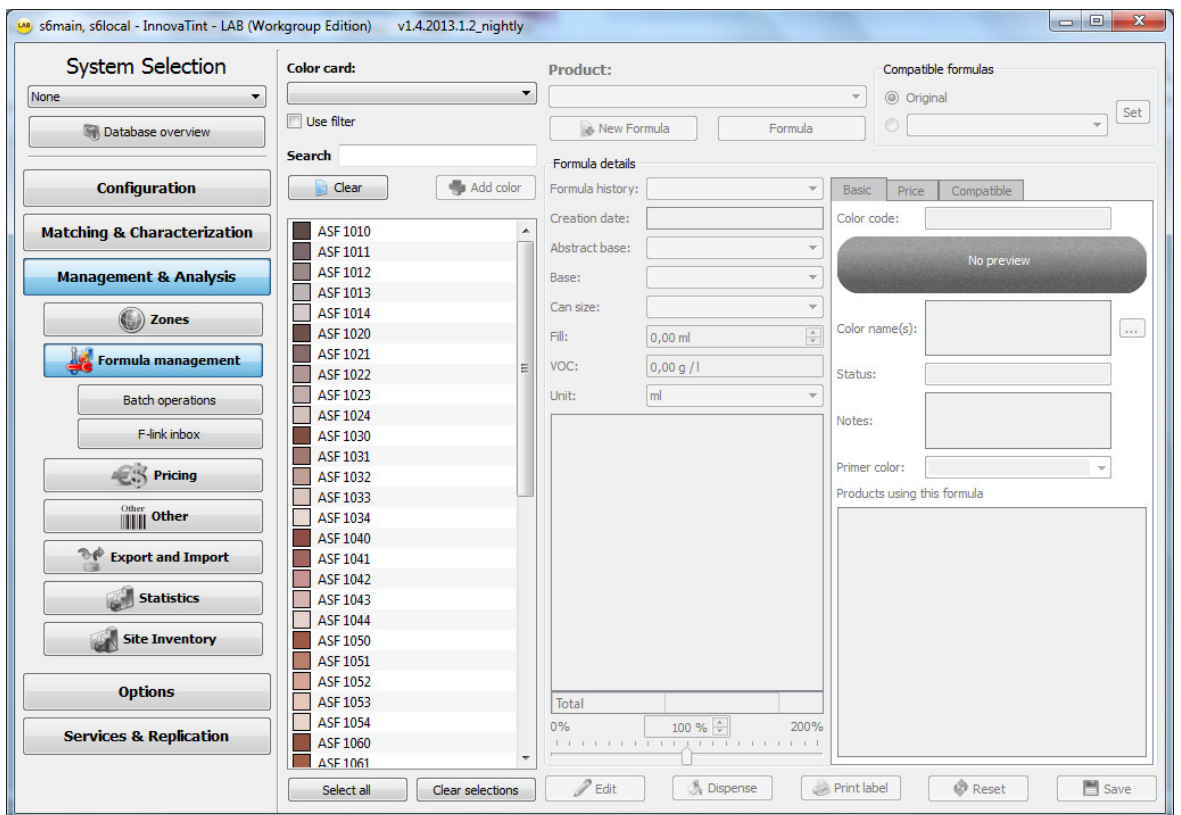 LAB s6main, s6local - InnovaTint - LAB (Workgroup Edition) v1.4.2013.1.2_nightly
System Selection
None
Database overview
Configuration
Matching & Characterization
Management & Analysis
Zones
Formula management
Batch operations
F-link inbox
Pricing
Other
Other
Export and Import
Statistics
Site Inventory
Options
Services & Replication
Color card:
Use filter
Search
Clear
Add color
ASF 1010
ASF 1011
ASF 1012
ASF 1013
ASF 1014
ASF 1020
ASF 1021
ASF 1022
ASF 1023
ASF 1024
ASF 1030
ASF 1031
ASF 1032
ASF 1033
ASF 1034
ASF 1040
ASF 1041
ASF 1042
ASF 1043
ASF 1044
ASF 1050
ASF 1051
ASF 1052
ASF 1053
ASF 1054
ASF 1060
ASF 1061
Select all
Clear selections
Product:
New Formula
Formula
Compatible formulas
Original
Set
Formula details
Formula history:
Creation date:
Abstract base:
Base:
Can size:
Fill: 0,00 ml
VOC: 0,00 g / l
Unit: ml
Total
0% 100 % 200%
Basic Price Compatible
Color code:
No preview
Color name(s):
...
Status:
Notes:
Primer color:
Products using this formula
Edit
Dispense
Print label
Reset
Save